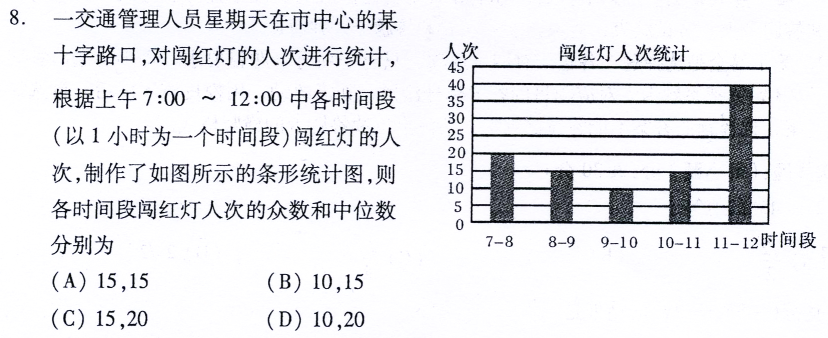 8. 一交通管理人员星期天在市中心的某
十字路口,对闯红灯的人次进行统计,
根据上午 7:00 ~ 12:00 中各时间段
(以 1 小时为一个时间段)闯红灯的人
次,制作了如图所示的条形统计图,则
各时间段闯红灯人次的众数和中位数
分别为
(A) 15,15 (B) 10,15
(C) 15,20 (D) 10,20
人次 闯红灯人次统计
45
40
35
30
25
20
15
10
5
0
7-8 8-9 9-10 10-11 11-12 时间段